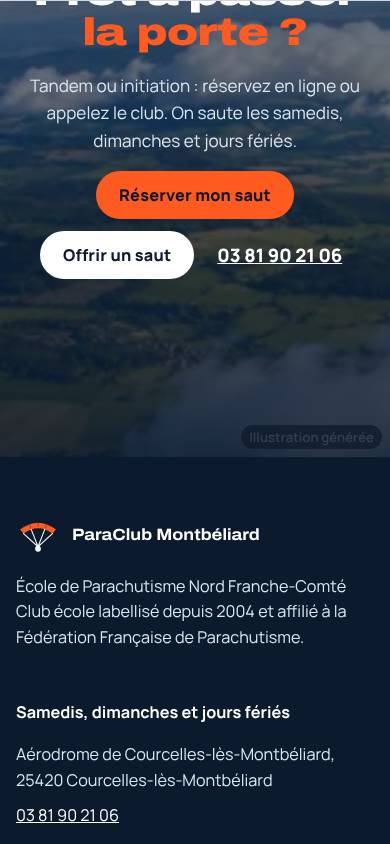 Prêt à passer
la porte ?
Tandem ou initiation : réservez en ligne ou
appelez le club. On saute les samedis,
dimanches et jours fériés.
Réserver mon saut
Offrir un saut
03 81 90 21 06
Illustration générée
ParaClub Montbéliard
École de Parachutisme Nord Franche-Comté
Club école labellisé depuis 2004 et affilié à la
Fédération Française de Parachutisme.
Samedis, dimanches et jours fériés
Aérodrome de Courcelles-lès-Montbéliard,
25420 Courcelles-lès-Montbéliard
03 81 90 21 06